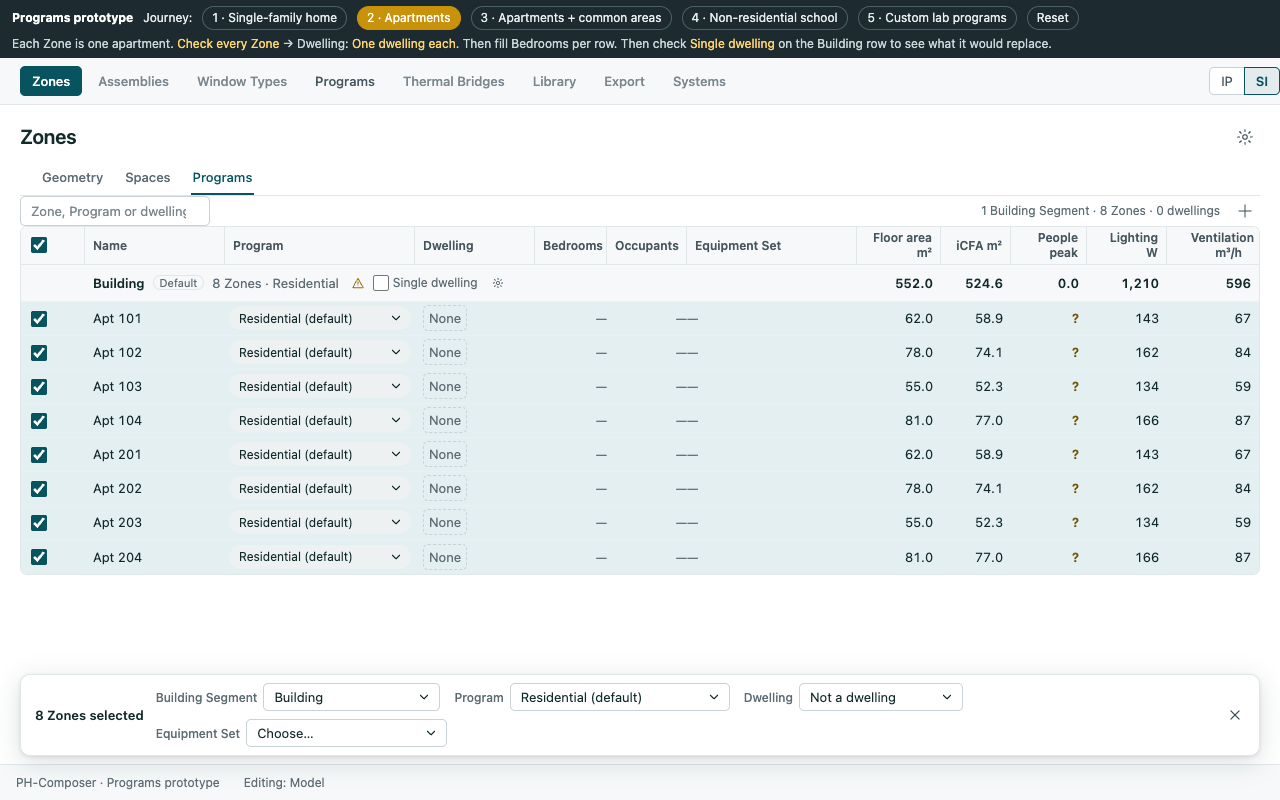 Programs prototype Journey: 1 · Single-family home 2 · Apartments 3 · Apartments + common areas 4 · Non-residential school 5 · Custom lab programs Reset
Each Zone is one apartment. Check every Zone → Dwelling: One dwelling each. Then fill Bedrooms per row. Then check Single dwelling on the Building row to see what it would replace.
Zones Assemblies Window Types Programs Thermal Bridges Library Export Systems IP SI
Zones
Geometry Spaces Programs
Zone, Program or dwelling 1 Building Segment · 8 Zones · 0 dwellings
Name Program Dwelling Bedrooms Occupants Equipment Set Floor area m² iCFA m² People peak Lighting W Ventilation m³/h
Building Default 8 Zones · Residential Single dwelling 552.0 524.6 0.0 1,210 596
Apt 101 Residential (default) None — —— 62.0 58.9 ? 143 67
Apt 102 Residential (default) None — —— 78.0 74.1 ? 162 84
Apt 103 Residential (default) None — —— 55.0 52.3 ? 134 59
Apt 104 Residential (default) None — —— 81.0 77.0 ? 166 87
Apt 201 Residential (default) None — —— 62.0 58.9 ? 143 67
Apt 202 Residential (default) None — —— 78.0 74.1 ? 162 84
Apt 203 Residential (default) None — —— 55.0 52.3 ? 134 59
Apt 204 Residential (default) None — —— 81.0 77.0 ? 166 87
8 Zones selected
Building Segment Building Program Residential (default) Dwelling Not a dwelling
Equipment Set Choose...
PH-Composer · Programs prototype Editing: Model